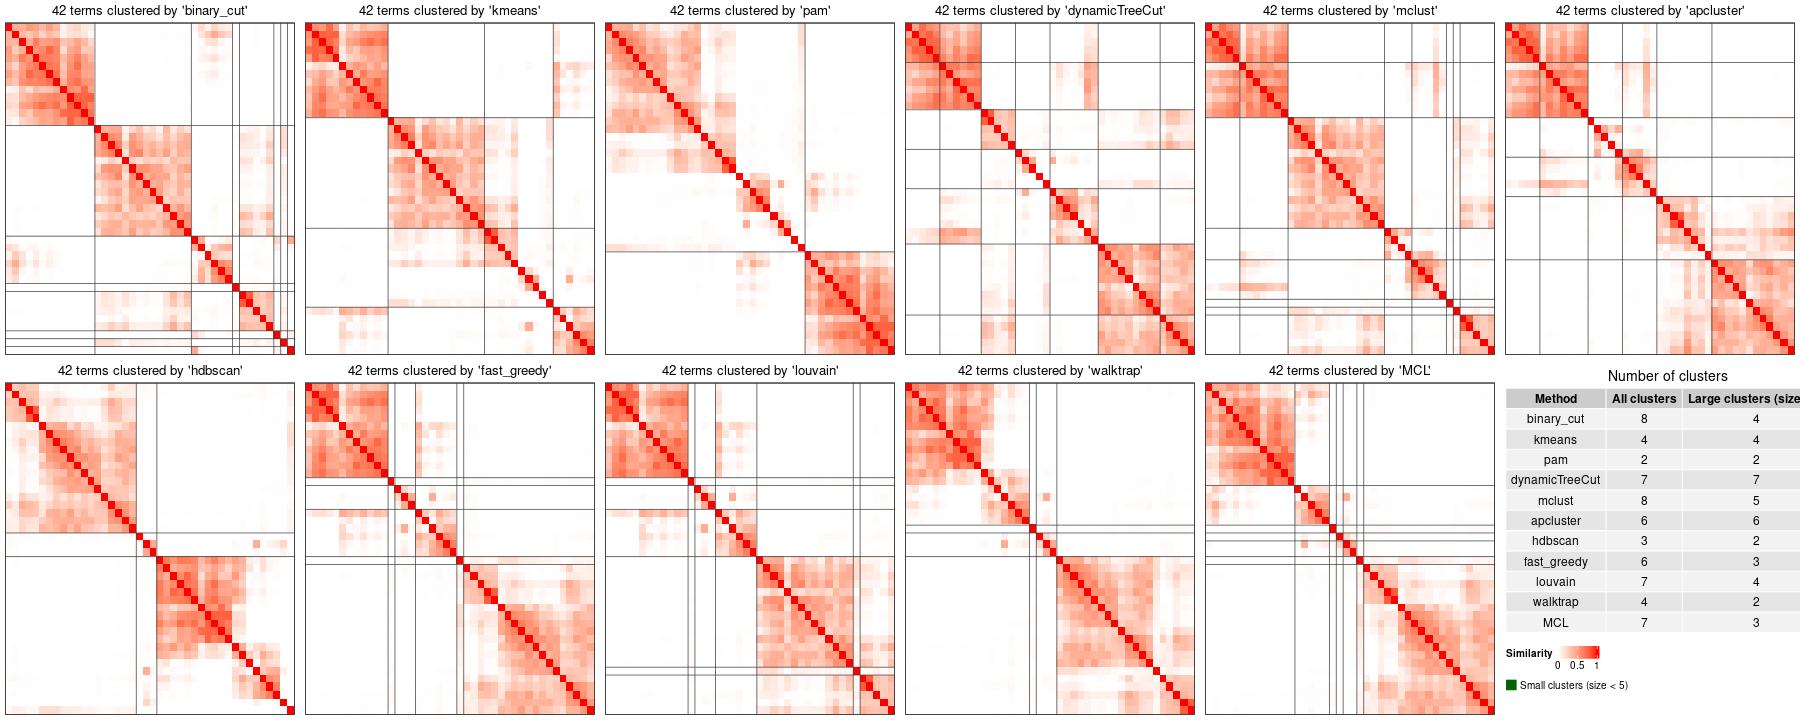 42 terms clustered by 'binary_cut'
42 terms clustered by 'kmeans'
42 terms clustered by 'pam'
42 terms clustered by 'dynamicTreeCut'
42 terms clustered by 'mclust'
42 terms clustered by 'apcluster'
42 terms clustered by 'hdbscan'
42 terms clustered by 'fast_greedy'
42 terms clustered by 'louvain'
42 terms clustered by 'walktrap'
42 terms clustered by 'MCL'
Number of clusters
Method All clusters Large clusters (size
binary_cut 8 4
kmeans 4 4
pam 2 2
dynamicTreeCut 7 7
mclust 8 5
apcluster 6 6
hdbscan 3 2
fast_greedy 6 3
louvain 7 4
walktrap 4 2
MCL 7 3
Similarity
0 0.5 1
Small clusters (size < 5)